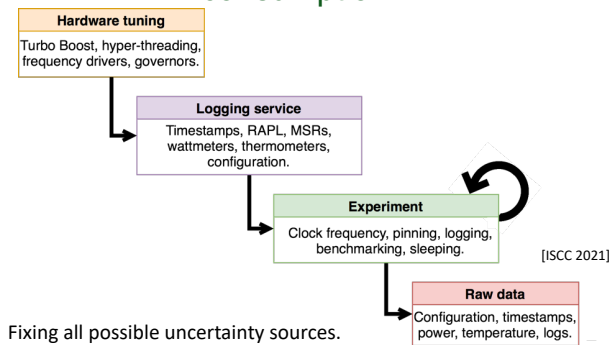 Hardware tuning
Turbo Boost, hyper-threading,
frequency drivers, governors.
Logging service
Timestamps, RAPL, MSRs,
wattmeters, thermometers,
configuration.
Experiment
Clock frequency, pinning, logging,
benchmarking, sleeping.
[ISCC 2021]
Raw data
Configuration, timestamps,
power, temperature, logs.
Fixing all possible uncertainty sources.